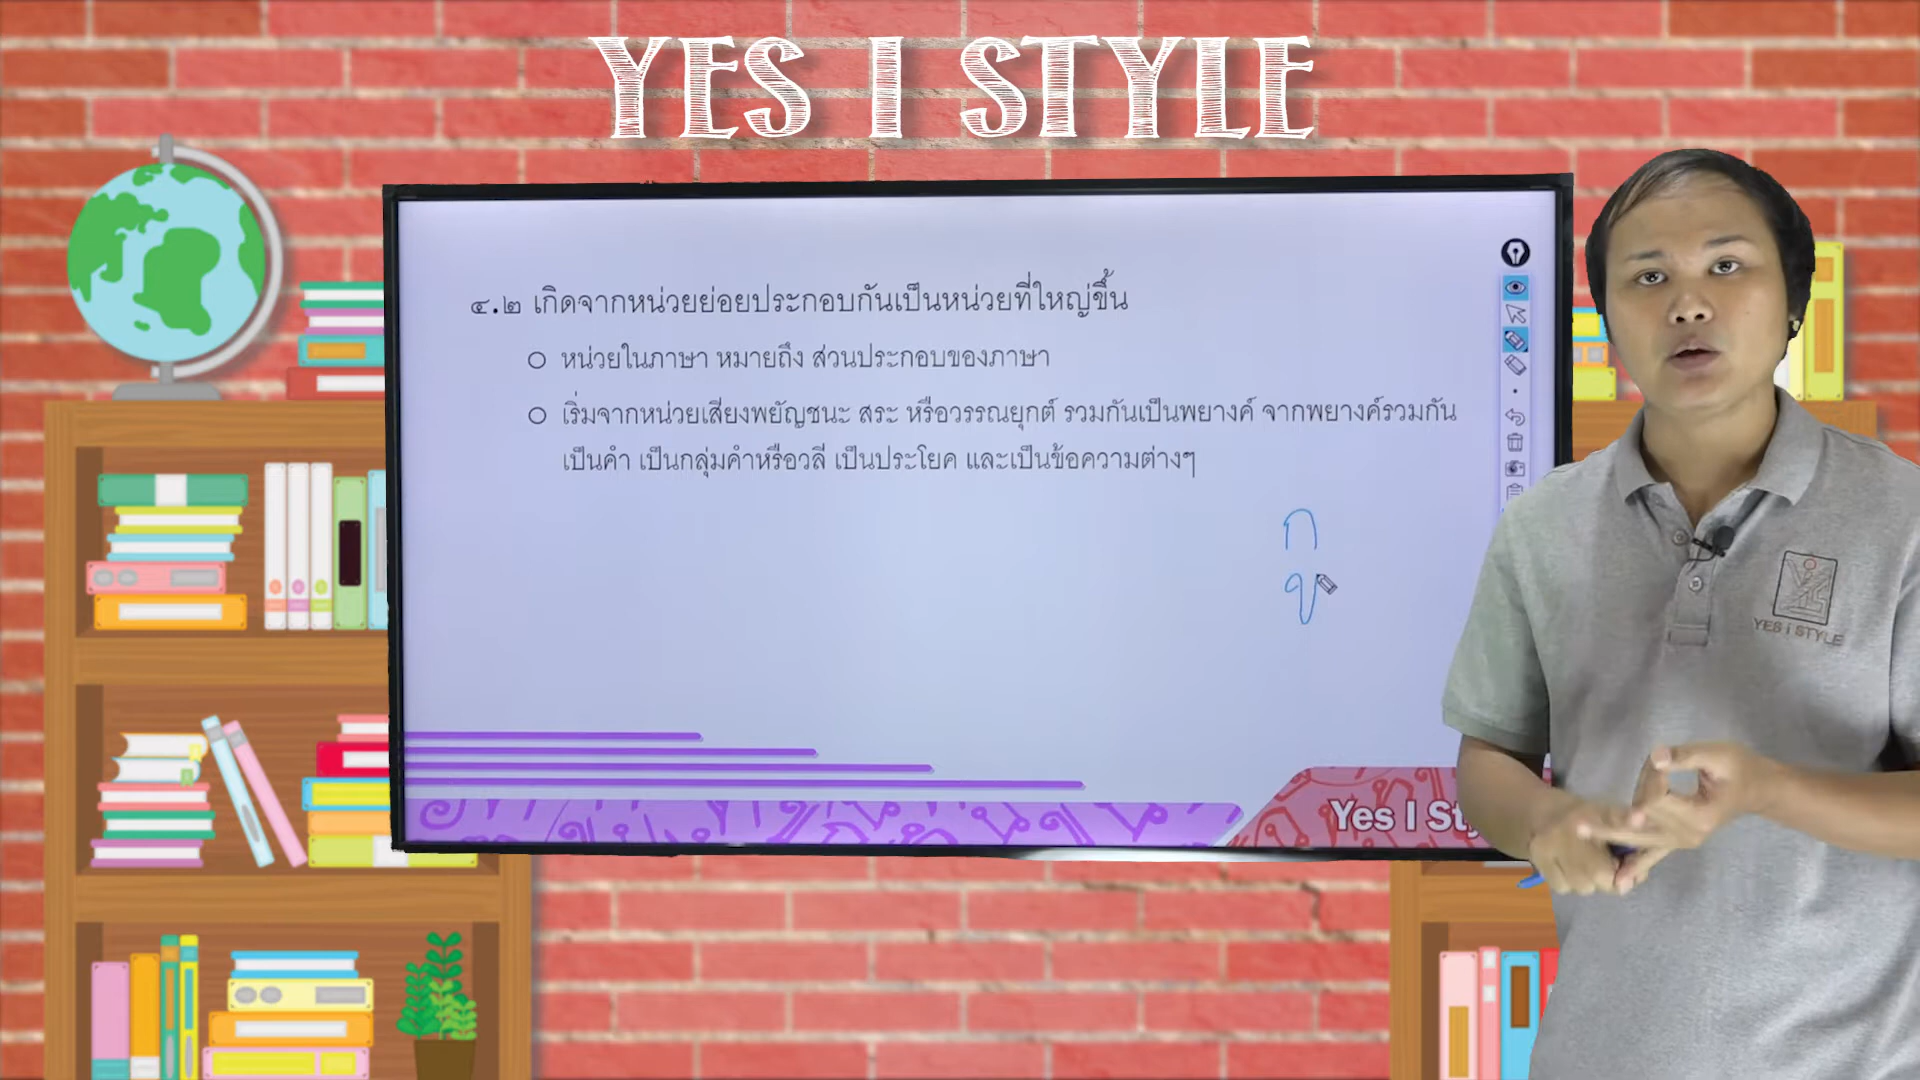 YES I STYLE
๔.๒ เกิดจากหน่วยย่อยประกอบกันเป็นหน่วยที่ใหญ่ขึ้น
หน่วยในภาษา หมายถึง ส่วนประกอบของภาษา
เริ่มจากหน่วยเสียงพยัญชนะ สระ หรือวรรณยุกต์ รวมกันเป็นพยางค์ จากพยางค์รวมกัน
เป็นคำ เป็นกลุ่มคำหรือวลี เป็นประโยค และเป็นข้อความต่างๆ
ก
ข
YES i STYLE
Yes I Sty